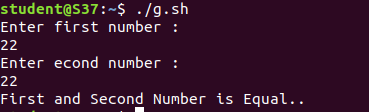 student@S37:~$ ./g.sh
Enter first number :
22
Enter econd number :
22
First and Second Number is Equal..